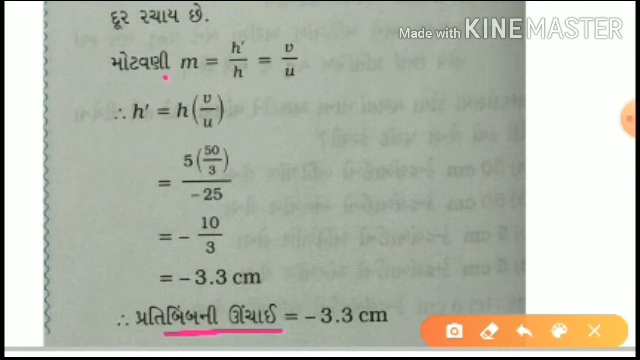 દૂર રચાય છે.
Made with KINEMASTER
મોટવણી m = h'/h = v/u
∴ h' = h(v/u)
= 5(50/3)/-25
= - 10/3
= -3.3 cm
∴ પ્રતિબિંબની ઊંચાઈ = -3.3 cm